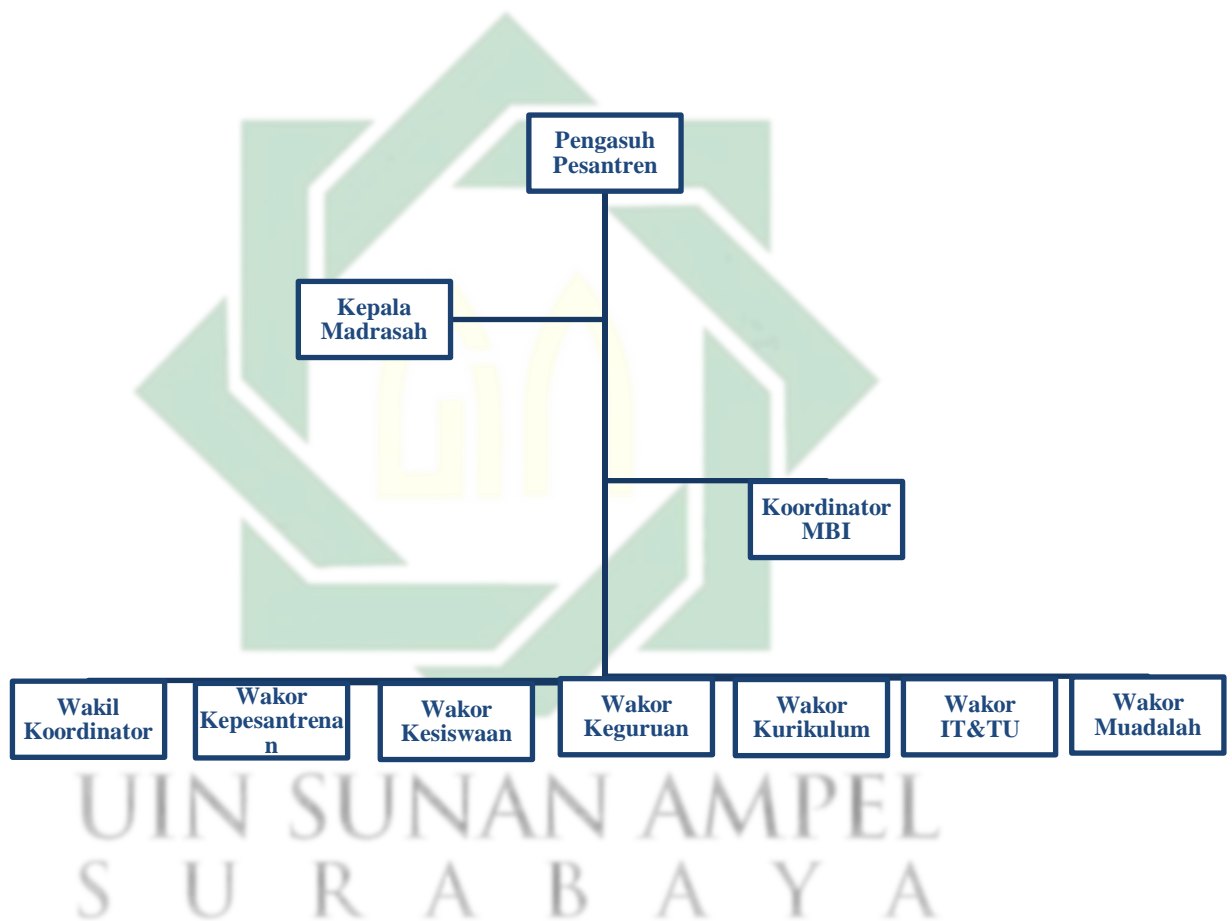 Pengasuh
Pesantren
Kepala
Madrasah
Koordinator
MBI
Wakil
Koordinator
Wakor
Kepesantrena
n
Wakor
Kesiswaan
Wakor
Keguruan
Wakor
Kurikulum
Wakor
IT&TU
Wakor
Muadalah
UIN SUNAN AMPEL
S U R A B A Y A